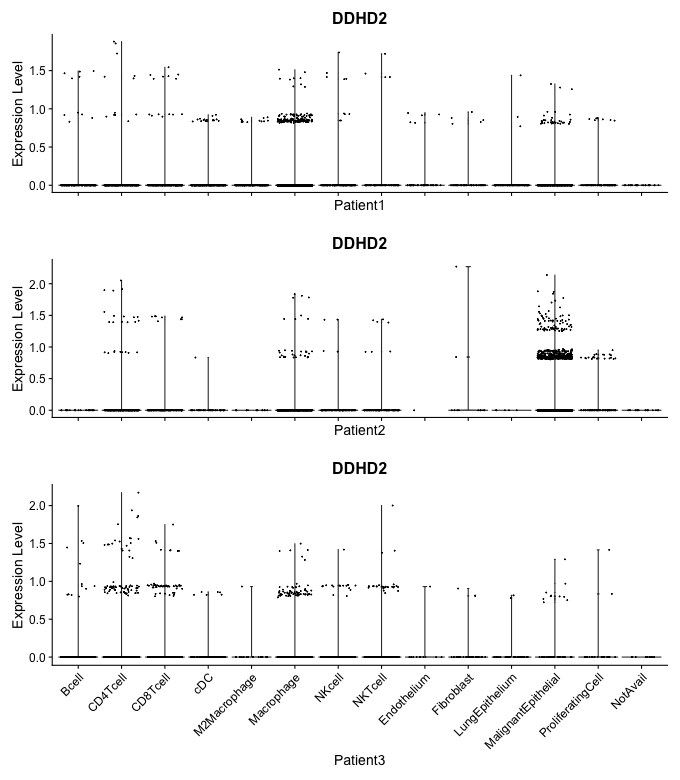 DDHD2
Expression Level
1.5
1.0
0.5
0.0
Patient1
DDHD2
Expression Level
2.0
1.5
1.0
0.5
0.0
Patient2
DDHD2
Expression Level
2.0
1.5
1.0
0.5
0.0
Bcell
CD4Tcell
CD8Tcell
cDC
M2Macrophage
Macrophage
NKcell
NKTcell
Endothelium
Fibroblast
LungEpithelium
MalignantEpithelial
ProliferatingCell
NotAvail
Patient3